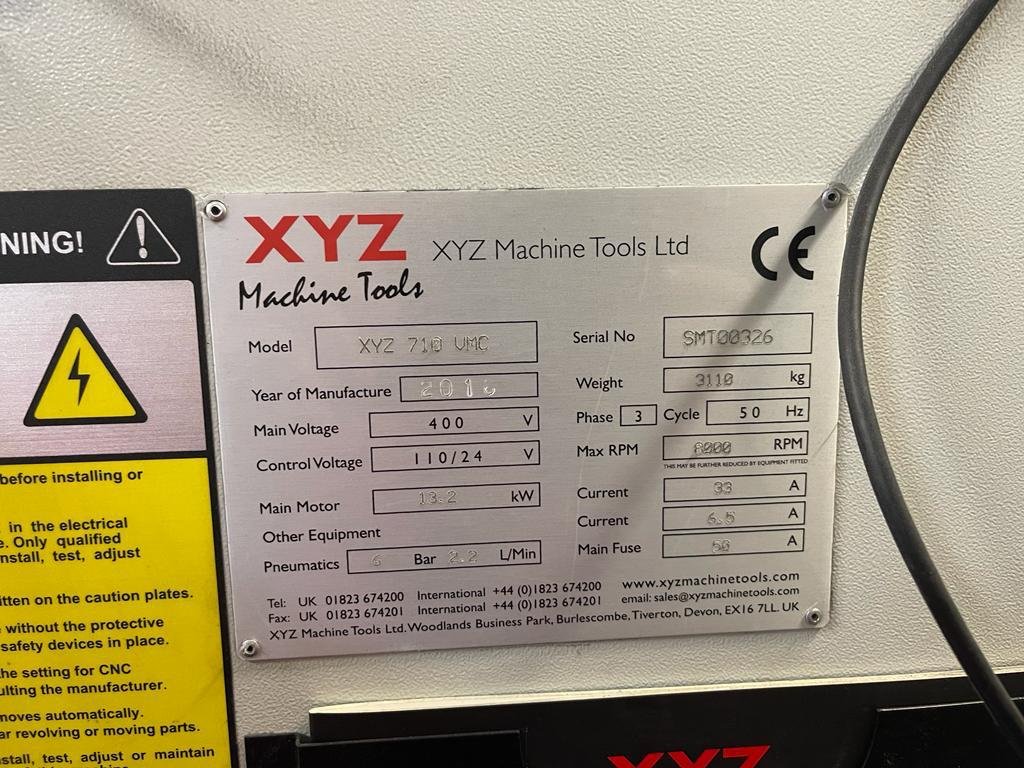 NING!
before installing or
in the electrical
e. Only qualified
nstall, test, adjust
itten on the caution plates.
without the protective
safety devices in place.
he setting for CNC
ulting the manufacturer.
moves automatically.
ar revolving or moving parts.
stall, test, adjust or maintain
XYZ XYZ Machine Tools Ltd CE
Machine Tools
Model XYZ 710 VMC Serial No SMT00326
Year of Manufacture 2016 Weight 3110 kg
Main Voltage 400 V Phase 3 Cycle 50 Hz
Control Voltage 110/24 V Max RPM 8000 RPM
THIS MAY BE FURTHER REDUCED BY EQUIPMENT FITTED
Main Motor 13.2 kW Current 33 A
Other Equipment Current 6.5 A
Pneumatics 6 Bar 2.2 L/Min Main Fuse 50 A
Tel: UK 01823 674200 International +44 (0)1823 674200 www.xyzmachinetools.com
Fax: UK 01823 674201 International +44 (0)1823 674201 email: sales@xyzmachinetools.com
XYZ Machine Tools Ltd. Woodlands Business Park, Burlescombe, Tiverton, Devon, EX16 7LL. UK
XYZ